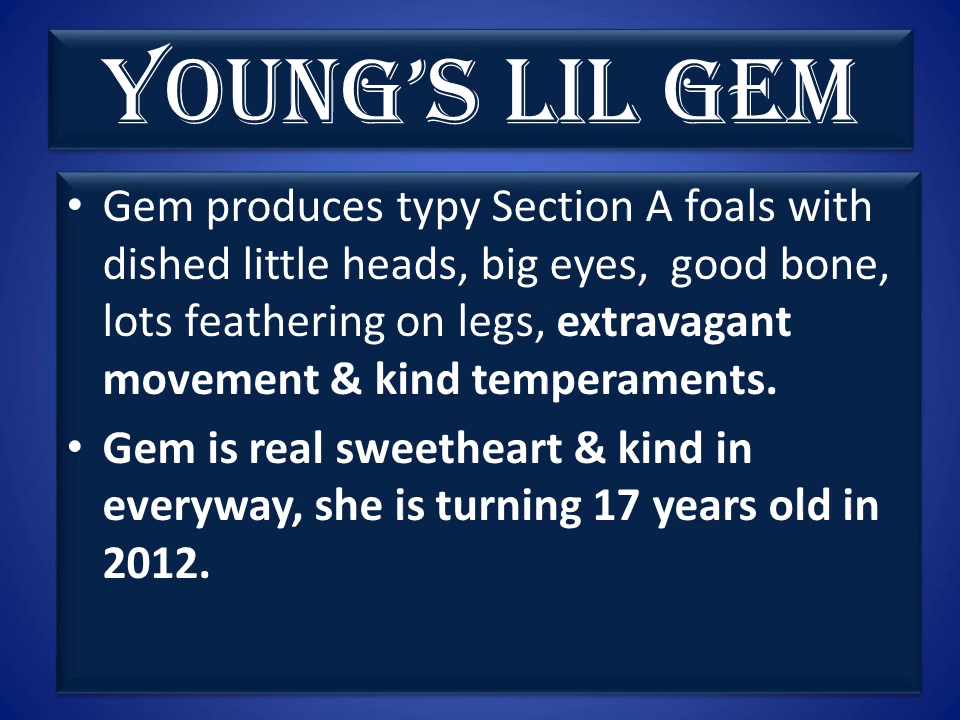 YOUNG'S LIL GEM
• Gem produces typy Section A foals with
dished little heads, big eyes,  good bone,
lots feathering on legs, extravagant
movement & kind temperaments.
• Gem is real sweetheart & kind in
everyway, she is turning 17 years old in
2012.